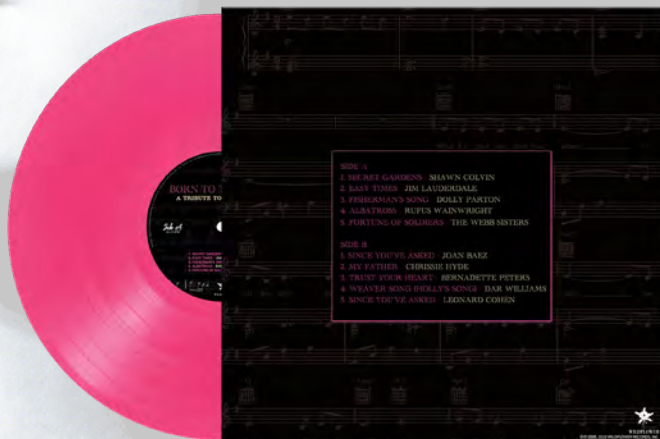 BORN TO
A TRIBUTE TO
Side A
SIDE A
1. SECRET GARDENS SHAWN COLVIN
2. EASY TIMES JIM LAUDERDALE
3. FISHERMAN'S SONG DOLLY PARTON
4. ALBATROSS RUFUS WAINWRIGHT
5. FORTUNE OF SOLDIERS THE WEBB SISTERS
SIDE B
1. SINCE YOU'VE ASKED JOAN BAEZ
2. MY FATHER CHRISSIE HYDE
3. TRUST YOUR HEART BERNADETTE PETERS
4. WEAVER SONG (HOLLY'S SONG) DAR WILLIAMS
5. SINCE YOU'VE ASKED LEONARD COHEN